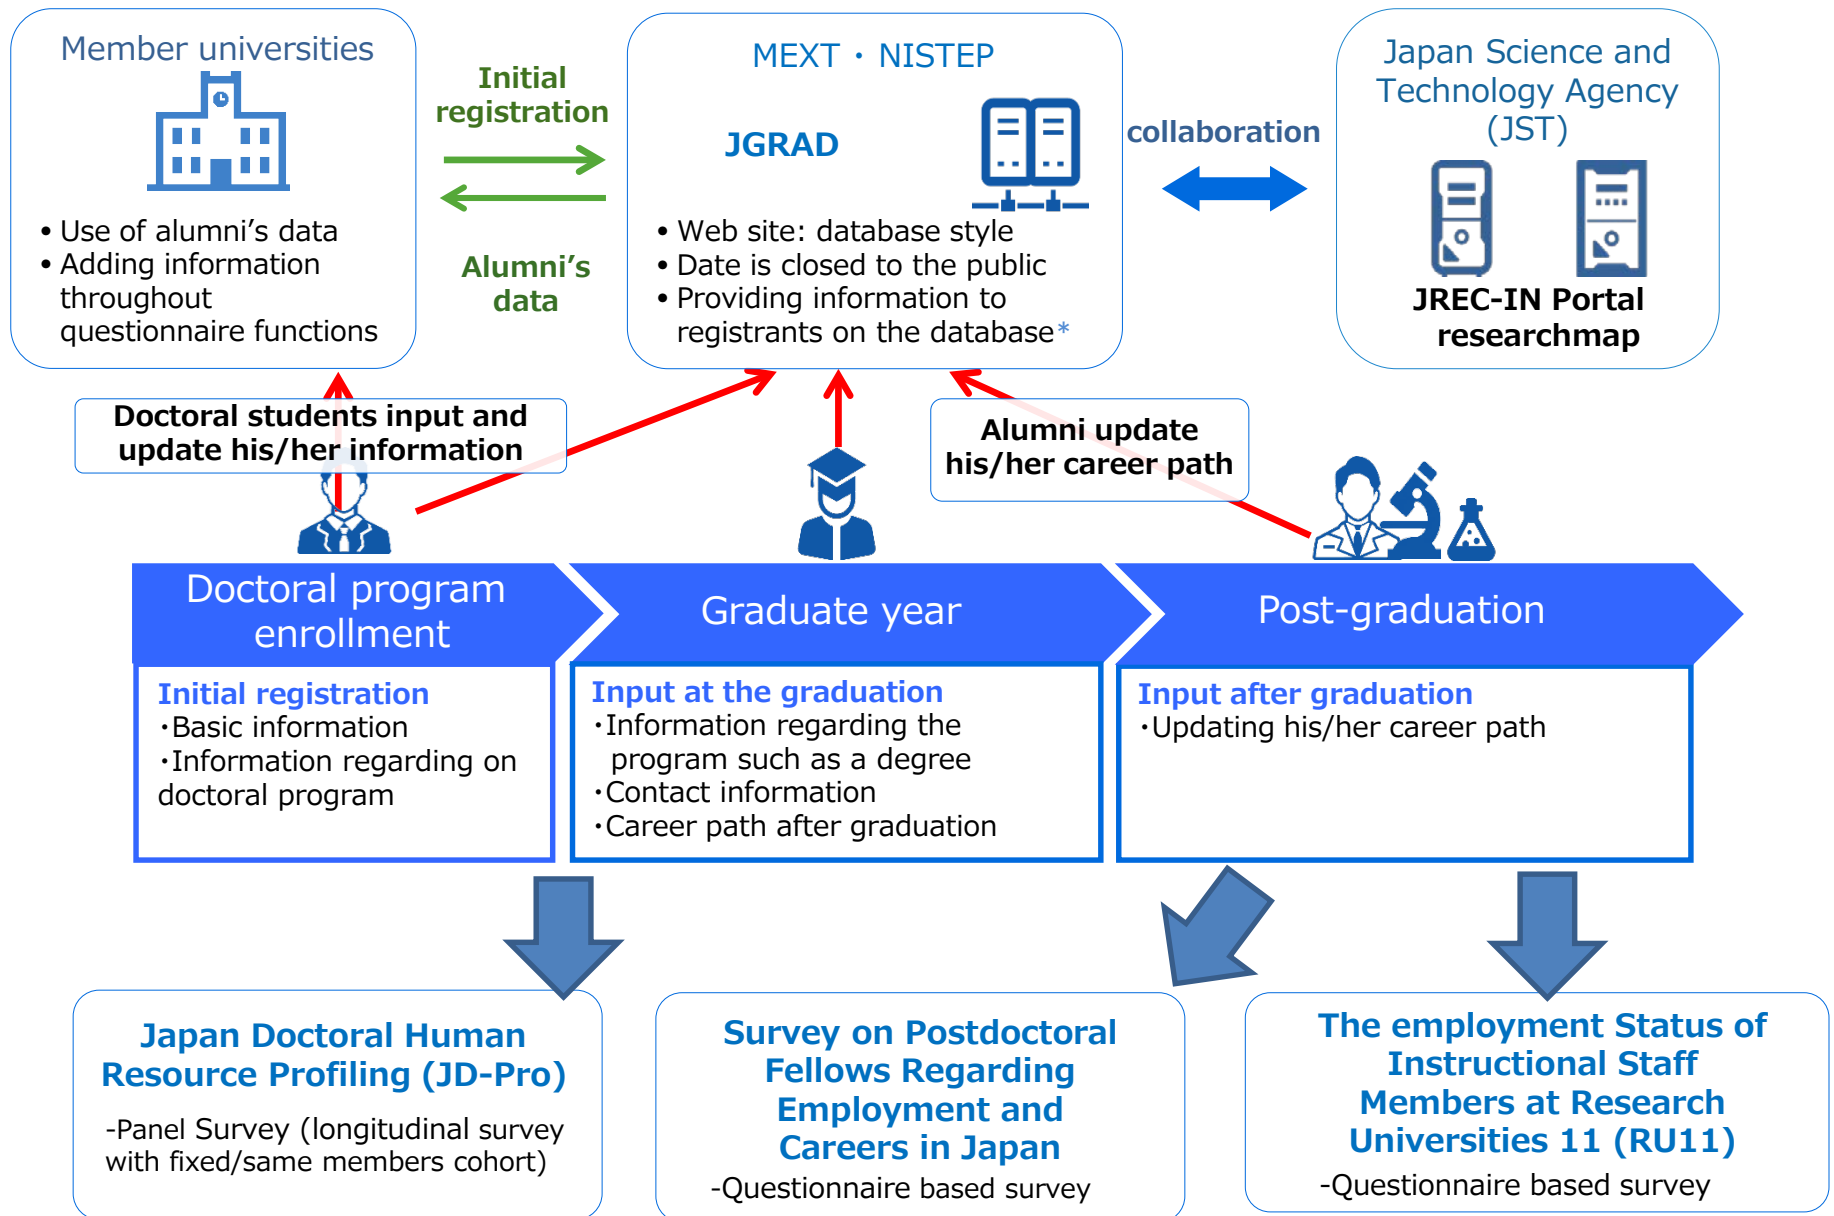 Member universities
• Use of alumni’s data
• Adding information
throughout
questionnaire functions
Initial
registration
Alumni’s
data
MEXT・NISTEP
JGRAD
• Web site: database style
• Date is closed to the public
• Providing information to
registrants on the database*
collaboration
Japan Science and
Technology Agency
(JST)
JREC-IN Portal
researchmap
Doctoral students input and
update his/her information
Alumni update
his/her career path
Doctoral program
enrollment
Graduate year
Post-graduation
Initial registration
・Basic information
・Information regarding on
doctoral program
Input at the graduation
・Information regarding the
program such as a degree
・Contact information
・Career path after graduation
Input after graduation
・Updating his/her career path
Japan Doctoral Human
Resource Profiling (JD-Pro)
-Panel Survey (longitudinal survey
with fixed/same members cohort)
Survey on Postdoctoral
Fellows Regarding
Employment and
Careers in Japan
-Questionnaire based survey
The employment Status of
Instructional Staff
Members at Research
Universities 11 (RU11)
-Questionnaire based survey